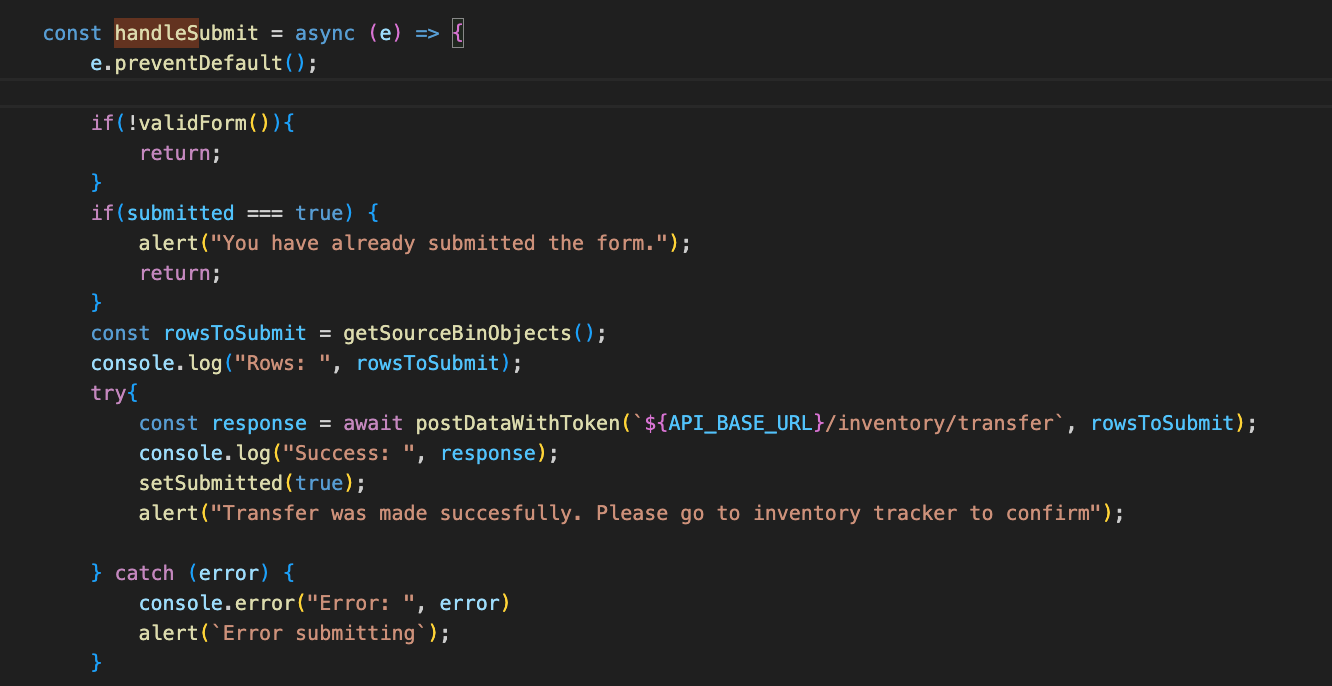 const handleSubmit = async (e) => {
    e.preventDefault();

    if(!validForm()){
        return;
    }
    if(submitted === true) {
        alert("You have already submitted the form.");
        return;
    }
    const rowsToSubmit = getSourceBinObjects();
    console.log("Rows: ", rowsToSubmit);
    try{
        const response = await postDataWithToken(`${API_BASE_URL}/inventory/transfer`, rowsToSubmit);
        console.log("Success: ", response);
        setSubmitted(true);
        alert("Transfer was made succesfully. Please go to inventory tracker to confirm");

    } catch (error) {
        console.error("Error: ", error)
        alert(`Error submitting`);
    }